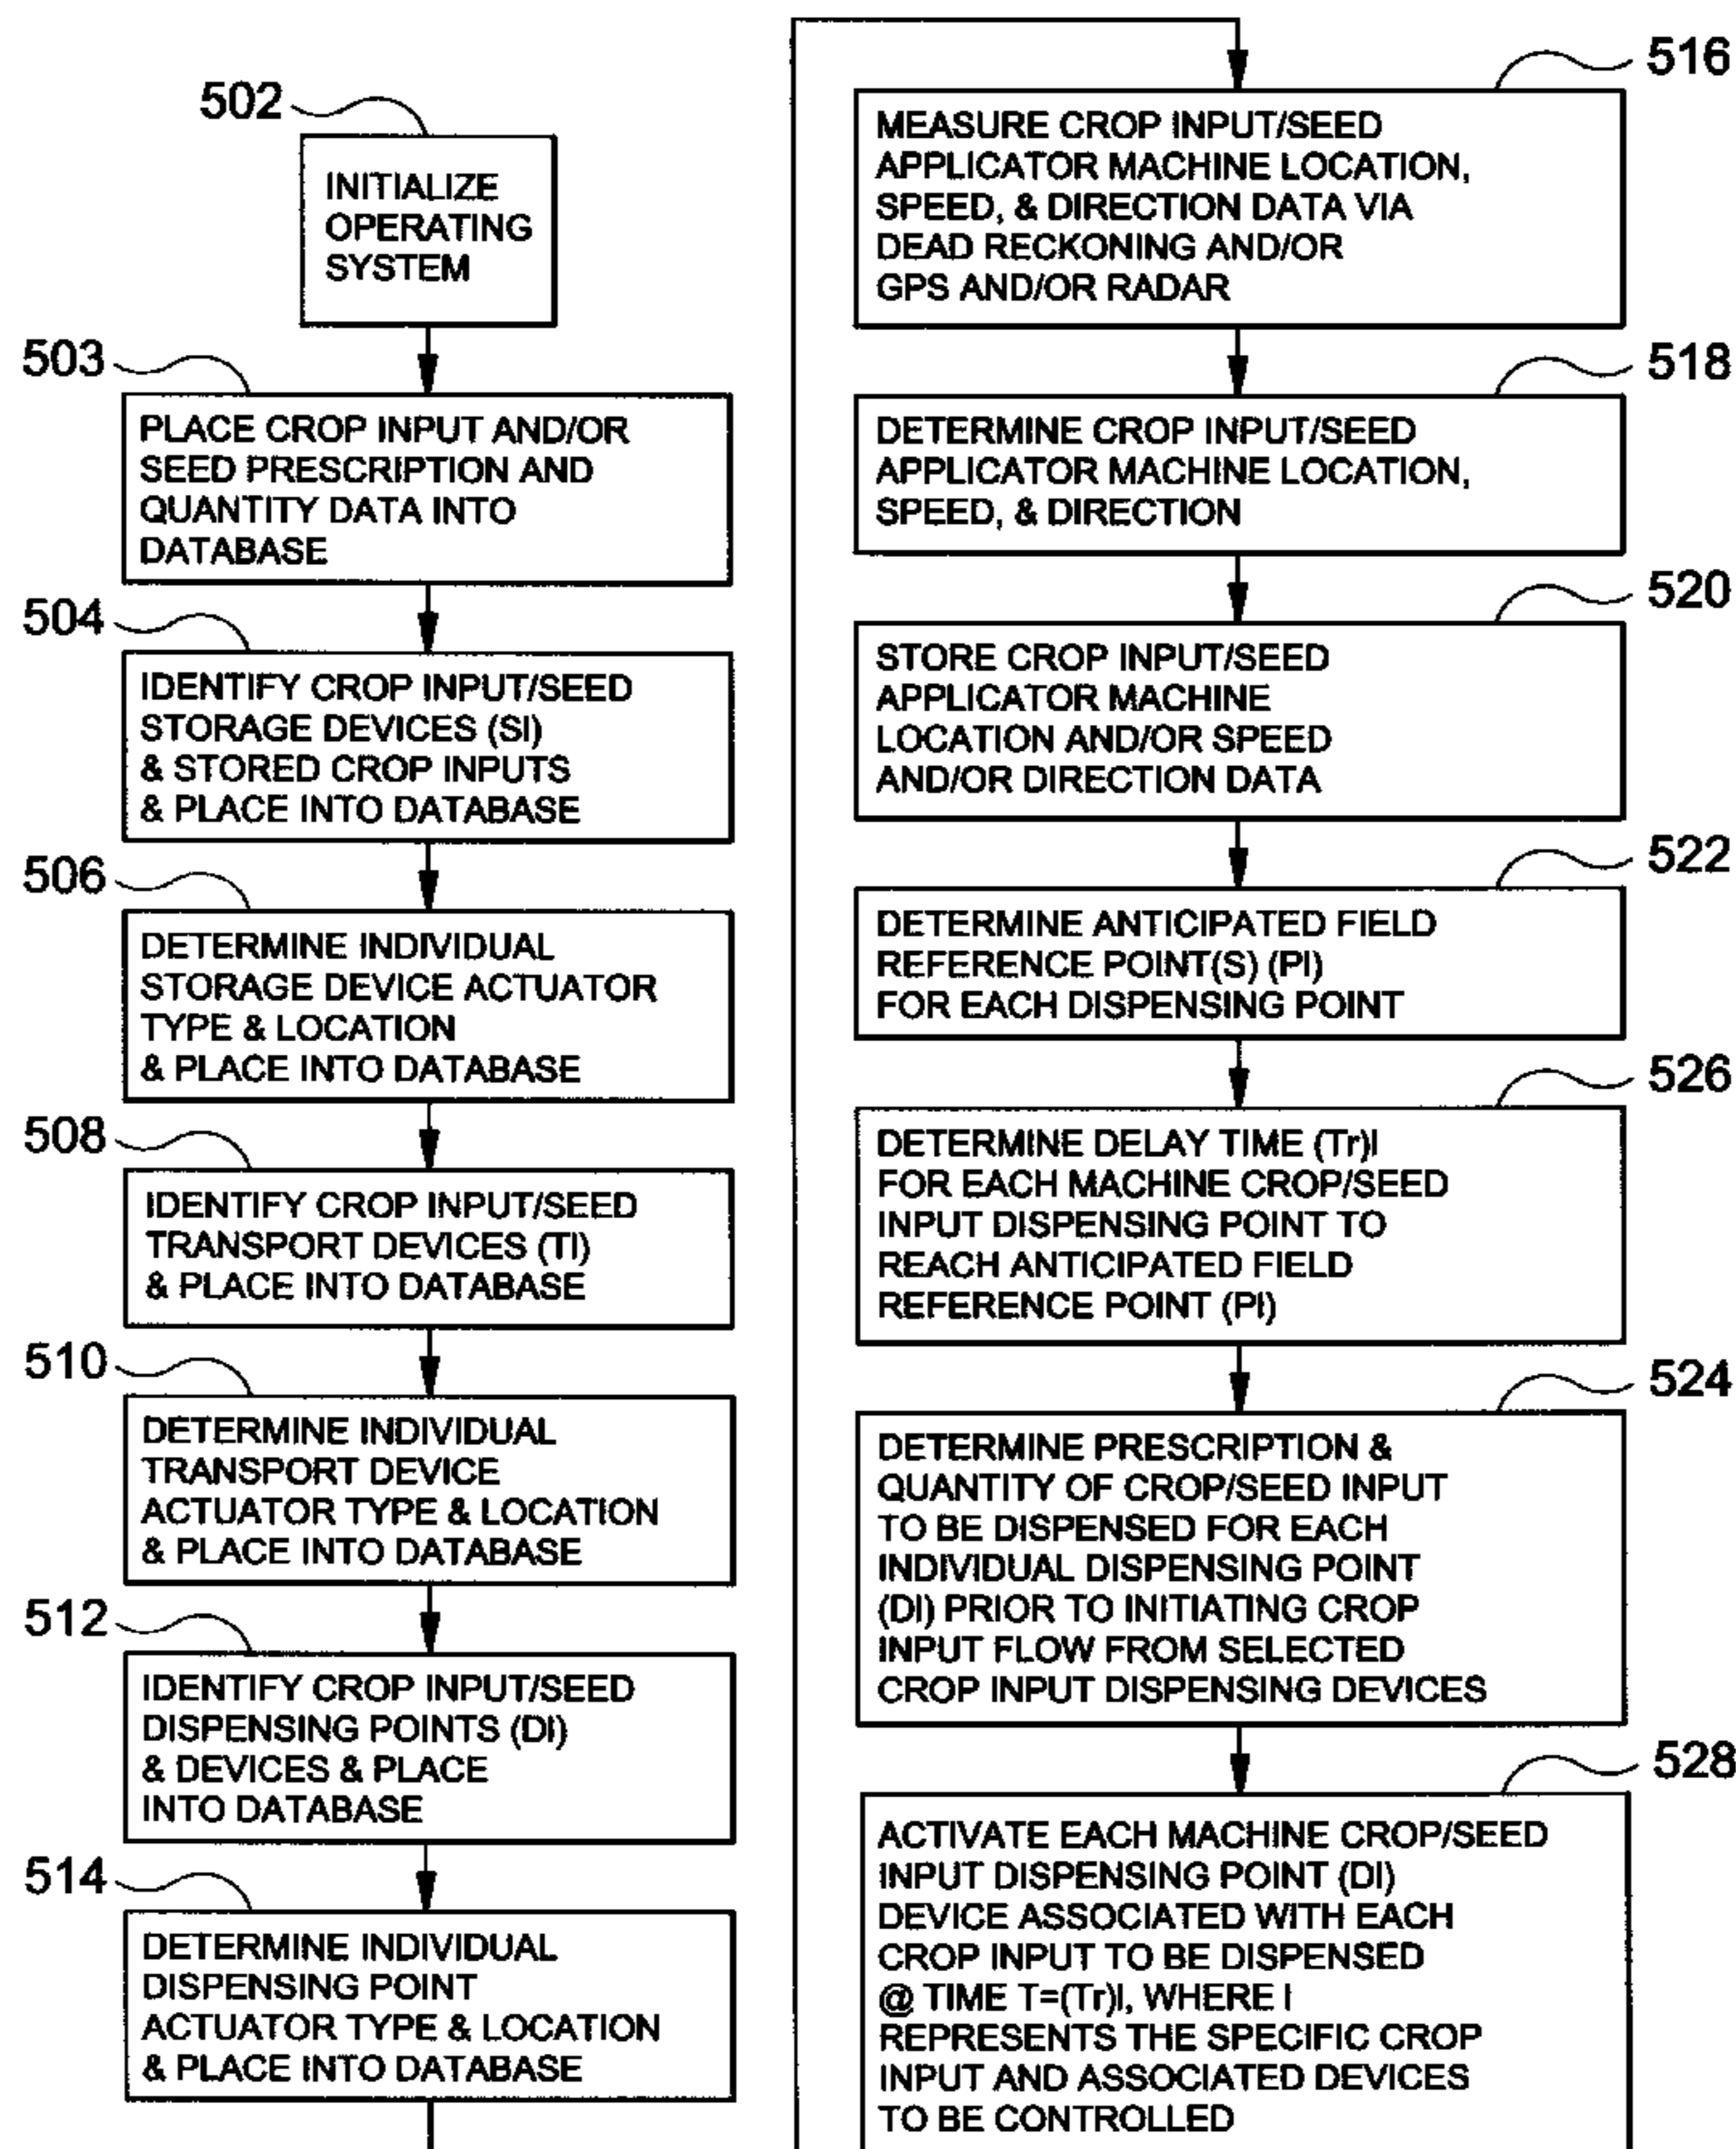 502
INITIALIZE
OPERATING
SYSTEM
503
PLACE CROP INPUT AND/OR
SEED PRESCRIPTION AND
QUANTITY DATA INTO
DATABASE
504
IDENTIFY CROP INPUT/SEED
STORAGE DEVICES (SI)
& STORED CROP INPUTS
& PLACE INTO DATABASE
506
DETERMINE INDIVIDUAL
STORAGE DEVICE ACTUATOR
TYPE & LOCATION
& PLACE INTO DATABASE
508
IDENTIFY CROP INPUT/SEED
TRANSPORT DEVICES (TI)
& PLACE INTO DATABASE
510
DETERMINE INDIVIDUAL
TRANSPORT DEVICE
ACTUATOR TYPE & LOCATION
& PLACE INTO DATABASE
512
IDENTIFY CROP INPUT/SEED
DISPENSING POINTS (DI)
& DEVICES & PLACE
INTO DATABASE
514
DETERMINE INDIVIDUAL
DISPENSING POINT
ACTUATOR TYPE & LOCATION
& PLACE INTO DATABASE
516
MEASURE CROP INPUT/SEED
APPLICATOR MACHINE LOCATION,
SPEED, & DIRECTION DATA VIA
DEAD RECKONING AND/OR
GPS AND/OR RADAR
518
DETERMINE CROP INPUT/SEED
APPLICATOR MACHINE LOCATION,
SPEED, & DIRECTION
520
STORE CROP INPUT/SEED
APPLICATOR MACHINE
LOCATION AND/OR SPEED
AND/OR DIRECTION DATA
522
DETERMINE ANTICIPATED FIELD
REFERENCE POINT(S) (PI)
FOR EACH DISPENSING POINT
526
DETERMINE DELAY TIME (Tr)I
FOR EACH MACHINE CROP/SEED
INPUT DISPENSING POINT TO
REACH ANTICIPATED FIELD
REFERENCE POINT (PI)
524
DETERMINE PRESCRIPTION &
QUANTITY OF CROP/SEED INPUT
TO BE DISPENSED FOR EACH
INDIVIDUAL DISPENSING POINT
(DI) PRIOR TO INITIATING CROP
INPUT FLOW FROM SELECTED
CROP INPUT DISPENSING DEVICES
528
ACTIVATE EACH MACHINE CROP/SEED
INPUT DISPENSING POINT (DI)
DEVICE ASSOCIATED WITH EACH
CROP INPUT TO BE DISPENSED
@ TIME T=(Tr)I, WHERE I
REPRESENTS THE SPECIFIC CROP
INPUT AND ASSOCIATED DEVICES
TO BE CONTROLLED